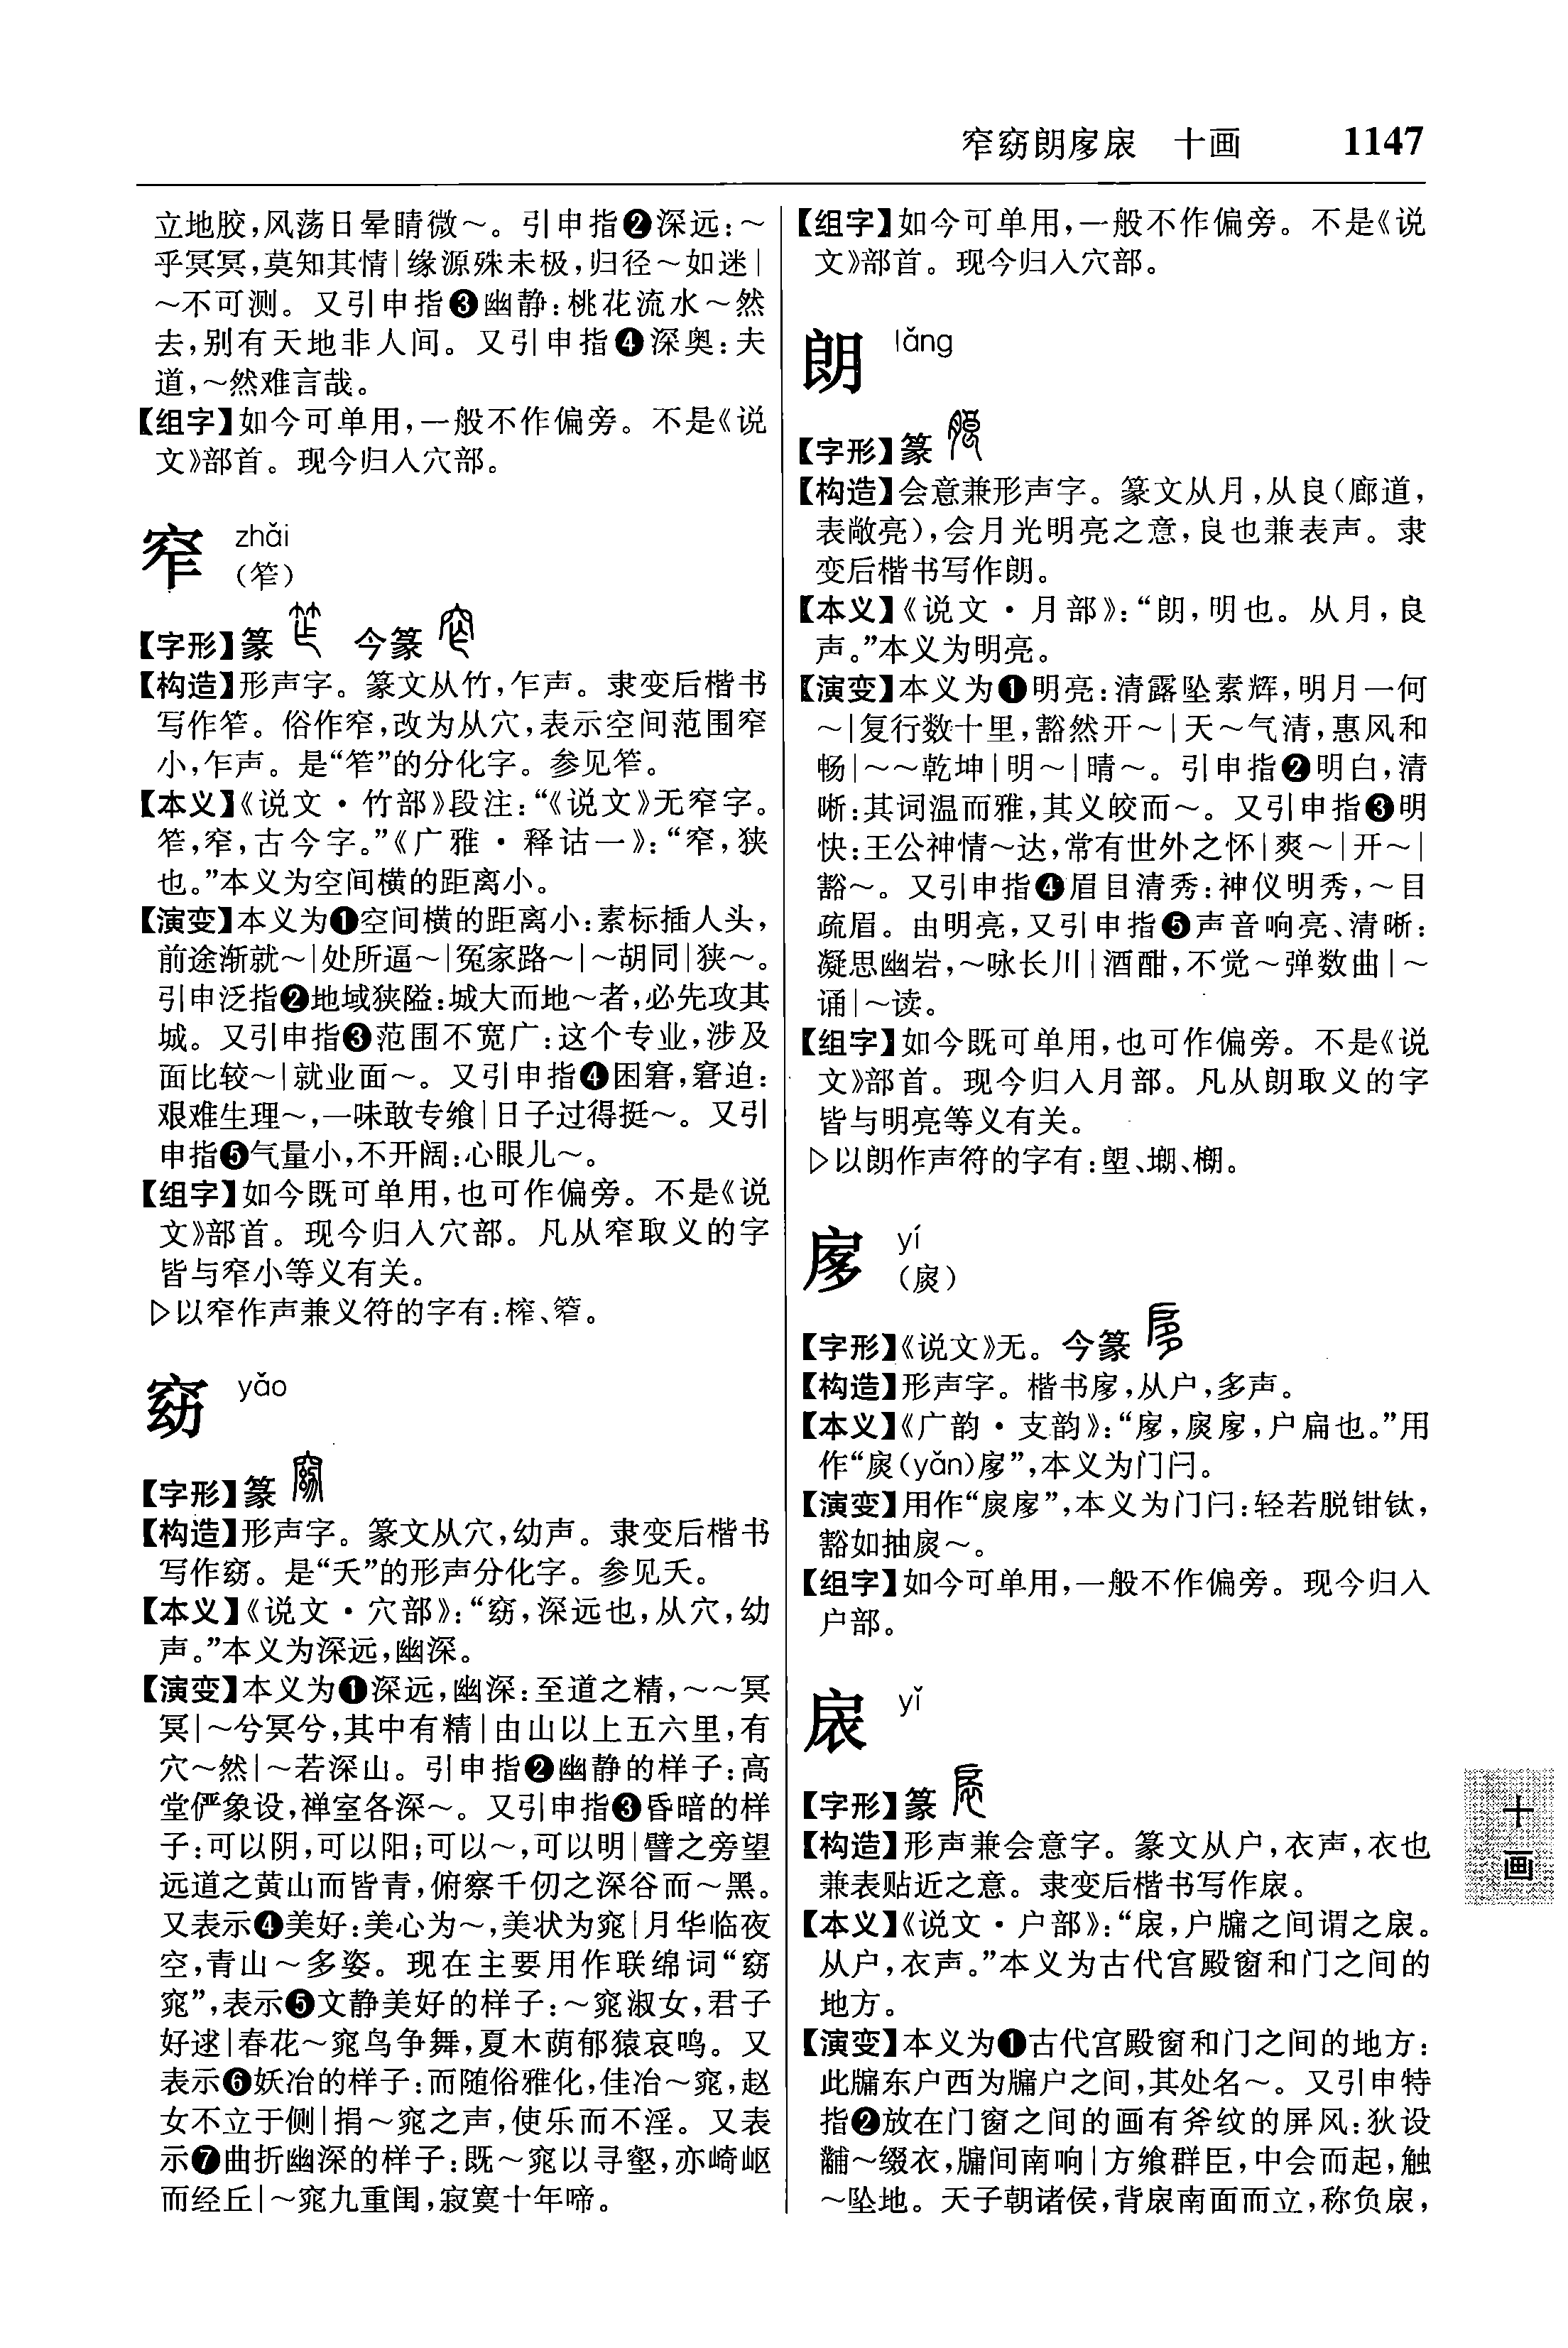 窄窈朗扅扆　十画　1147
立地胶，风荡日晕晴微～。引申指❷深远：～
乎冥冥，莫知其情|缘源殊未极，归径～如迷|
～不可测。又引申指❸幽静：桃花流水～然
去，别有天地非人间。又引申指❹深奥：夫
道，～然难言哉。
【组字】如今可单用，一般不作偏旁。不是《说
文》部首。现今归入穴部。
窄 zhǎi
（笮）
【字形】篆　今篆
【构造】形声字。篆文从竹，乍声。隶变后楷书
写作笮。俗作窄，改为从穴，表示空间范围窄
小，乍声。是“笮”的分化字。参见笮。
【本义】《说文·竹部》段注：“《说文》无窄字。
笮，窄，古今字。”《广雅·释诂一》：“窄，狭
也。”本义为空间横的距离小。
【演变】本义为❶空间横的距离小：素标插人头，
前途渐就～|处所逼～|冤家路～|～胡同|狭～。
引申泛指❷地域狭隘：城大而地～者，必先攻其
城。又引申指❸范围不宽广：这个专业，涉及
面比较～|就业面～。又引申指❹困窘，窘迫：
艰难生理～，一味敢专飨|日子过得挺～。又引
申指❺气量小，不开阔：心眼儿～。
【组字】如今既可单用，也可作偏旁。不是《说
文》部首。现今归入穴部。凡从窄取义的字
皆与窄小等义有关。
▷以窄作声兼义符的字有：榨、䈟。
窈 yǎo
【字形】篆
【构造】形声字。篆文从穴，幼声。隶变后楷书
写作窈。是“夭”的形声分化字。参见夭。
【本义】《说文·穴部》：“窈，深远也，从穴，幼
声。”本义为深远，幽深。
【演变】本义为❶深远，幽深：至道之精，～～冥
冥|～兮冥兮，其中有精|由山以上五六里，有
穴～然|～若深山。引申指❷幽静的样子：高
堂俨象设，禅室各深～。又引申指❸昏暗的样
子：可以阴，可以阳；可以～，可以明|譬之旁望
远道之黄山而皆青，俯察千仞之深谷而～黑。
又表示❹美好：美心为～，美状为窕|月华临夜
空，青山～多姿。现在主要用作联绵词“窈
窕”，表示❺文静美好的样子：～窕淑女，君子
好逑|春花～窕鸟争舞，夏木荫郁猿哀鸣。又
表示❻妖冶的样子：而随俗雅化，佳冶～窕，赵
女不立于侧|捐～窕之声，使乐而不淫。又表
示❼曲折幽深的样子：既～窕以寻壑，亦崎岖
而经丘|～窕九重闺，寂寞十年啼。
【组字】如今可单用，一般不作偏旁。不是《说
文》部首。现今归入穴部。
朗 lǎng
【字形】篆
【构造】会意兼形声字。篆文从月，从良（廊道，
表敞亮），会月光明亮之意，良也兼表声。隶
变后楷书写作朗。
【本义】《说文·月部》：“朗，明也。从月，良
声。”本义为明亮。
【演变】本义为❶明亮：清露坠素辉，明月一何
～|复行数十里，豁然开～|天～气清，惠风和
畅|～～乾坤|明～|晴～。引申指❷明白，清
晰：其词温而雅，其义皎而～。又引申指❸明
快：王公神情～达，常有世外之怀|爽～|开～|
豁～。又引申指❹眉目清秀：神仪明秀，～目
疏眉。由明亮，又引申指❺声音响亮、清晰：
凝思幽岩，～咏长川|酒酣，不觉～弹数曲|～
诵|～读。
【组字】如今既可单用，也可作偏旁。不是《说
文》部首。现今归入月部。凡从朗取义的字
皆与明亮等义有关。
▷以朗作声符的字有：塱、塱、榔。
扅 yí
（扊）
【字形】《说文》无。今篆
【构造】形声字。楷书扅，从户，多声。
【本义】《广韵·支韵》：“扅，扊扅，户扃也。”用
作“扊(yǎn)扅”，本义为门闩。
【演变】用作“扊扅”，本义为门闩：轻若脱钳钛，
豁如抽扊～。
【组字】如今可单用，一般不作偏旁。现今归入
户部。
扆 yǐ
【字形】篆
【构造】形声兼会意字。篆文从户，衣声，衣也
兼表贴近之意。隶变后楷书写作扆。
【本义】《说文·户部》：“扆，户牖之间谓之扆。
从户，衣声。”本义为古代宫殿窗和门之间的
地方。
【演变】本义为❶古代宫殿窗和门之间的地方：
此牖东户西为牖户之间，其处名～。又引申特
指❷放在门窗之间的画有斧纹的屏风：狄设
黼～缀衣，牖间南响|方飨群臣，中会而起，触
～坠地。天子朝诸侯，背扆南面而立，称负扆，
十
画